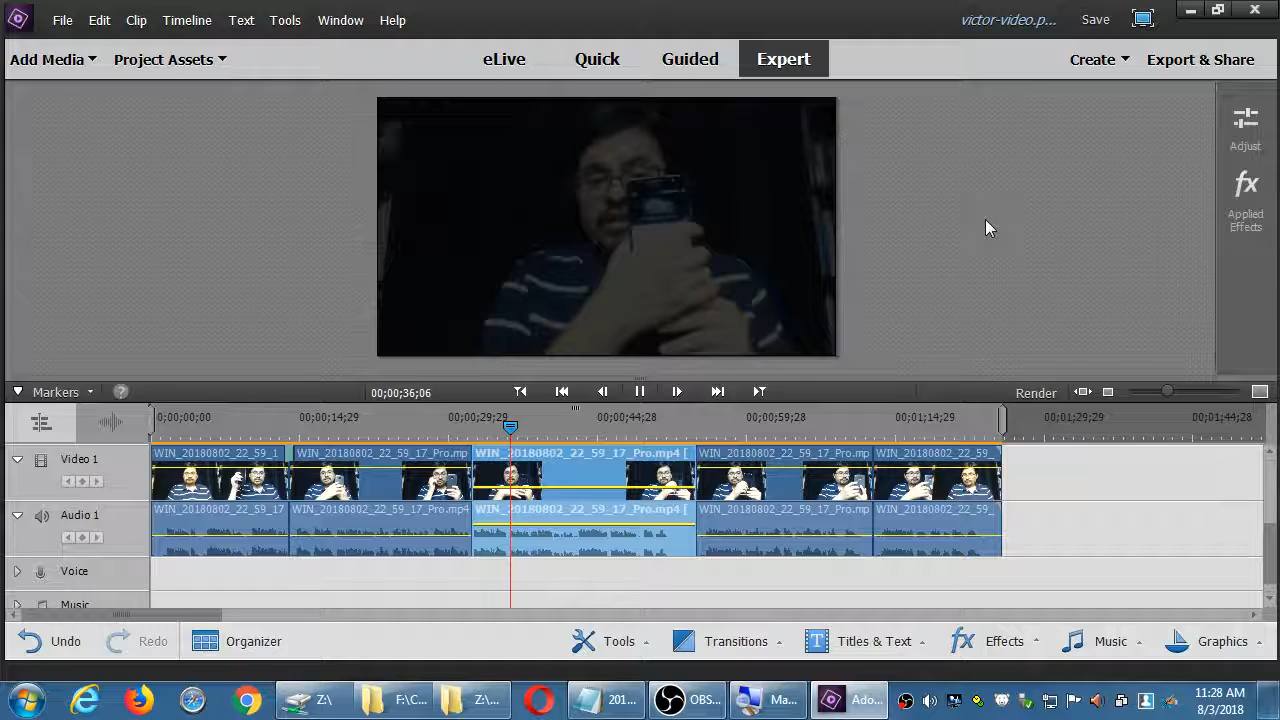 File Edit Clip Timeline Text Tools Window Help victor-video.p... Save
Add Media Project Assets eLive Quick Guided Expert Create Export & Share
Adjust
fx
Applied
Effects
Markers ? 00;00;36;06 Render
0;00;00;00 00;00;14;29 00;00;29;29 00;00;44;28 00;00;59;28 00;01;14;29 00;01;29;29 00;01;44;28
WIN_20180802_22_59_1 WIN_20180802_22_59_17_Pro.mp WIN_20180802_22_59_17_Pro.mp4 [ WIN_20180802_22_59_17_Pro.mp WIN_20180802_22_59_
Video 1
WIN_20180802_22_59_17 WIN_20180802_22_59_17_Pro.mp4 WIN_20180802_22_59_17_Pro.mp4 [ WIN_20180802_22_59_17_Pro.mp WIN_20180802_22_59_
Audio 1
Voice
Music
Undo Redo Organizer Tools Transitions T Titles & Text fx Effects Music Graphics
Z:\ F:\C... Z:\... 201... OBS... Ma... Ado... 11:28 AM
8/3/2018